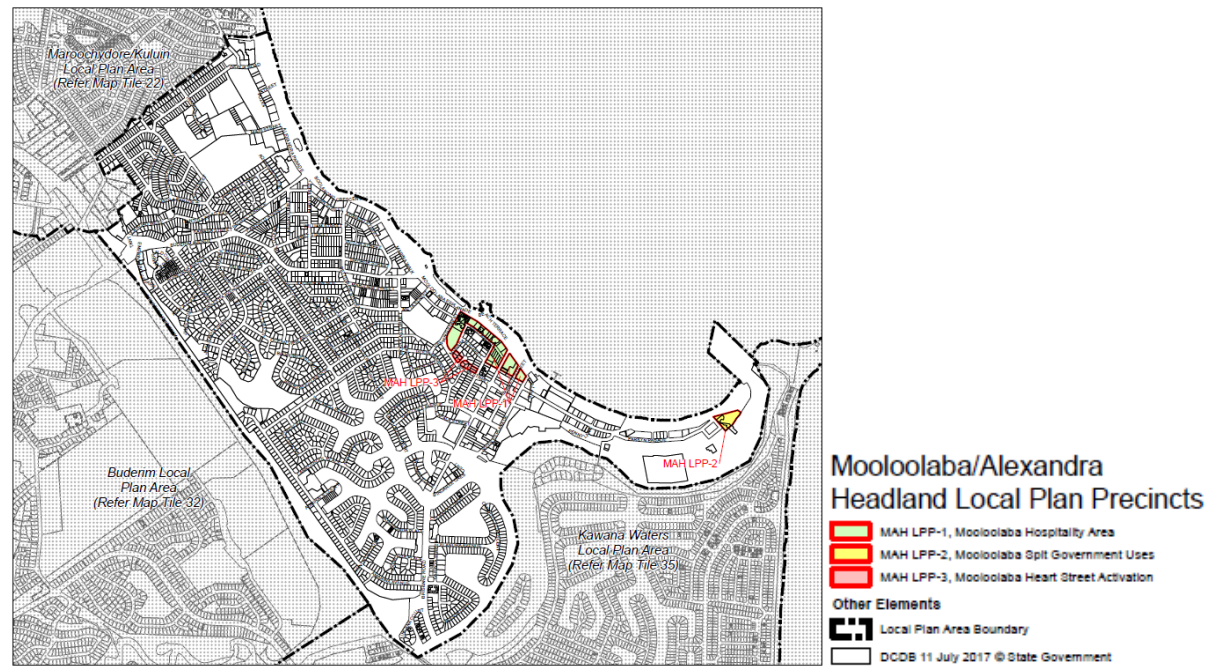 Maroochydore/Kuluin
Local Plan Area
(Refer Map Tile 22)
MAH LPP-3
MAH LPP-1
MAH LPP-2
Buderim Local
Plan Area
(Refer Map Tile 32)
Kawana Waters
Local Plan Area
(Refer Map Tile 35)
Mooloolaba/Alexandra
Headland Local Plan Precincts
MAH LPP-1, Mooloolaba Hospitality Area
MAH LPP-2, Mooloolaba Spit Government Uses
MAH LPP-3, Mooloolaba Heart Street Activation
Other Elements
Local Plan Area Boundary
DCDB 11 July 2017 © State Government